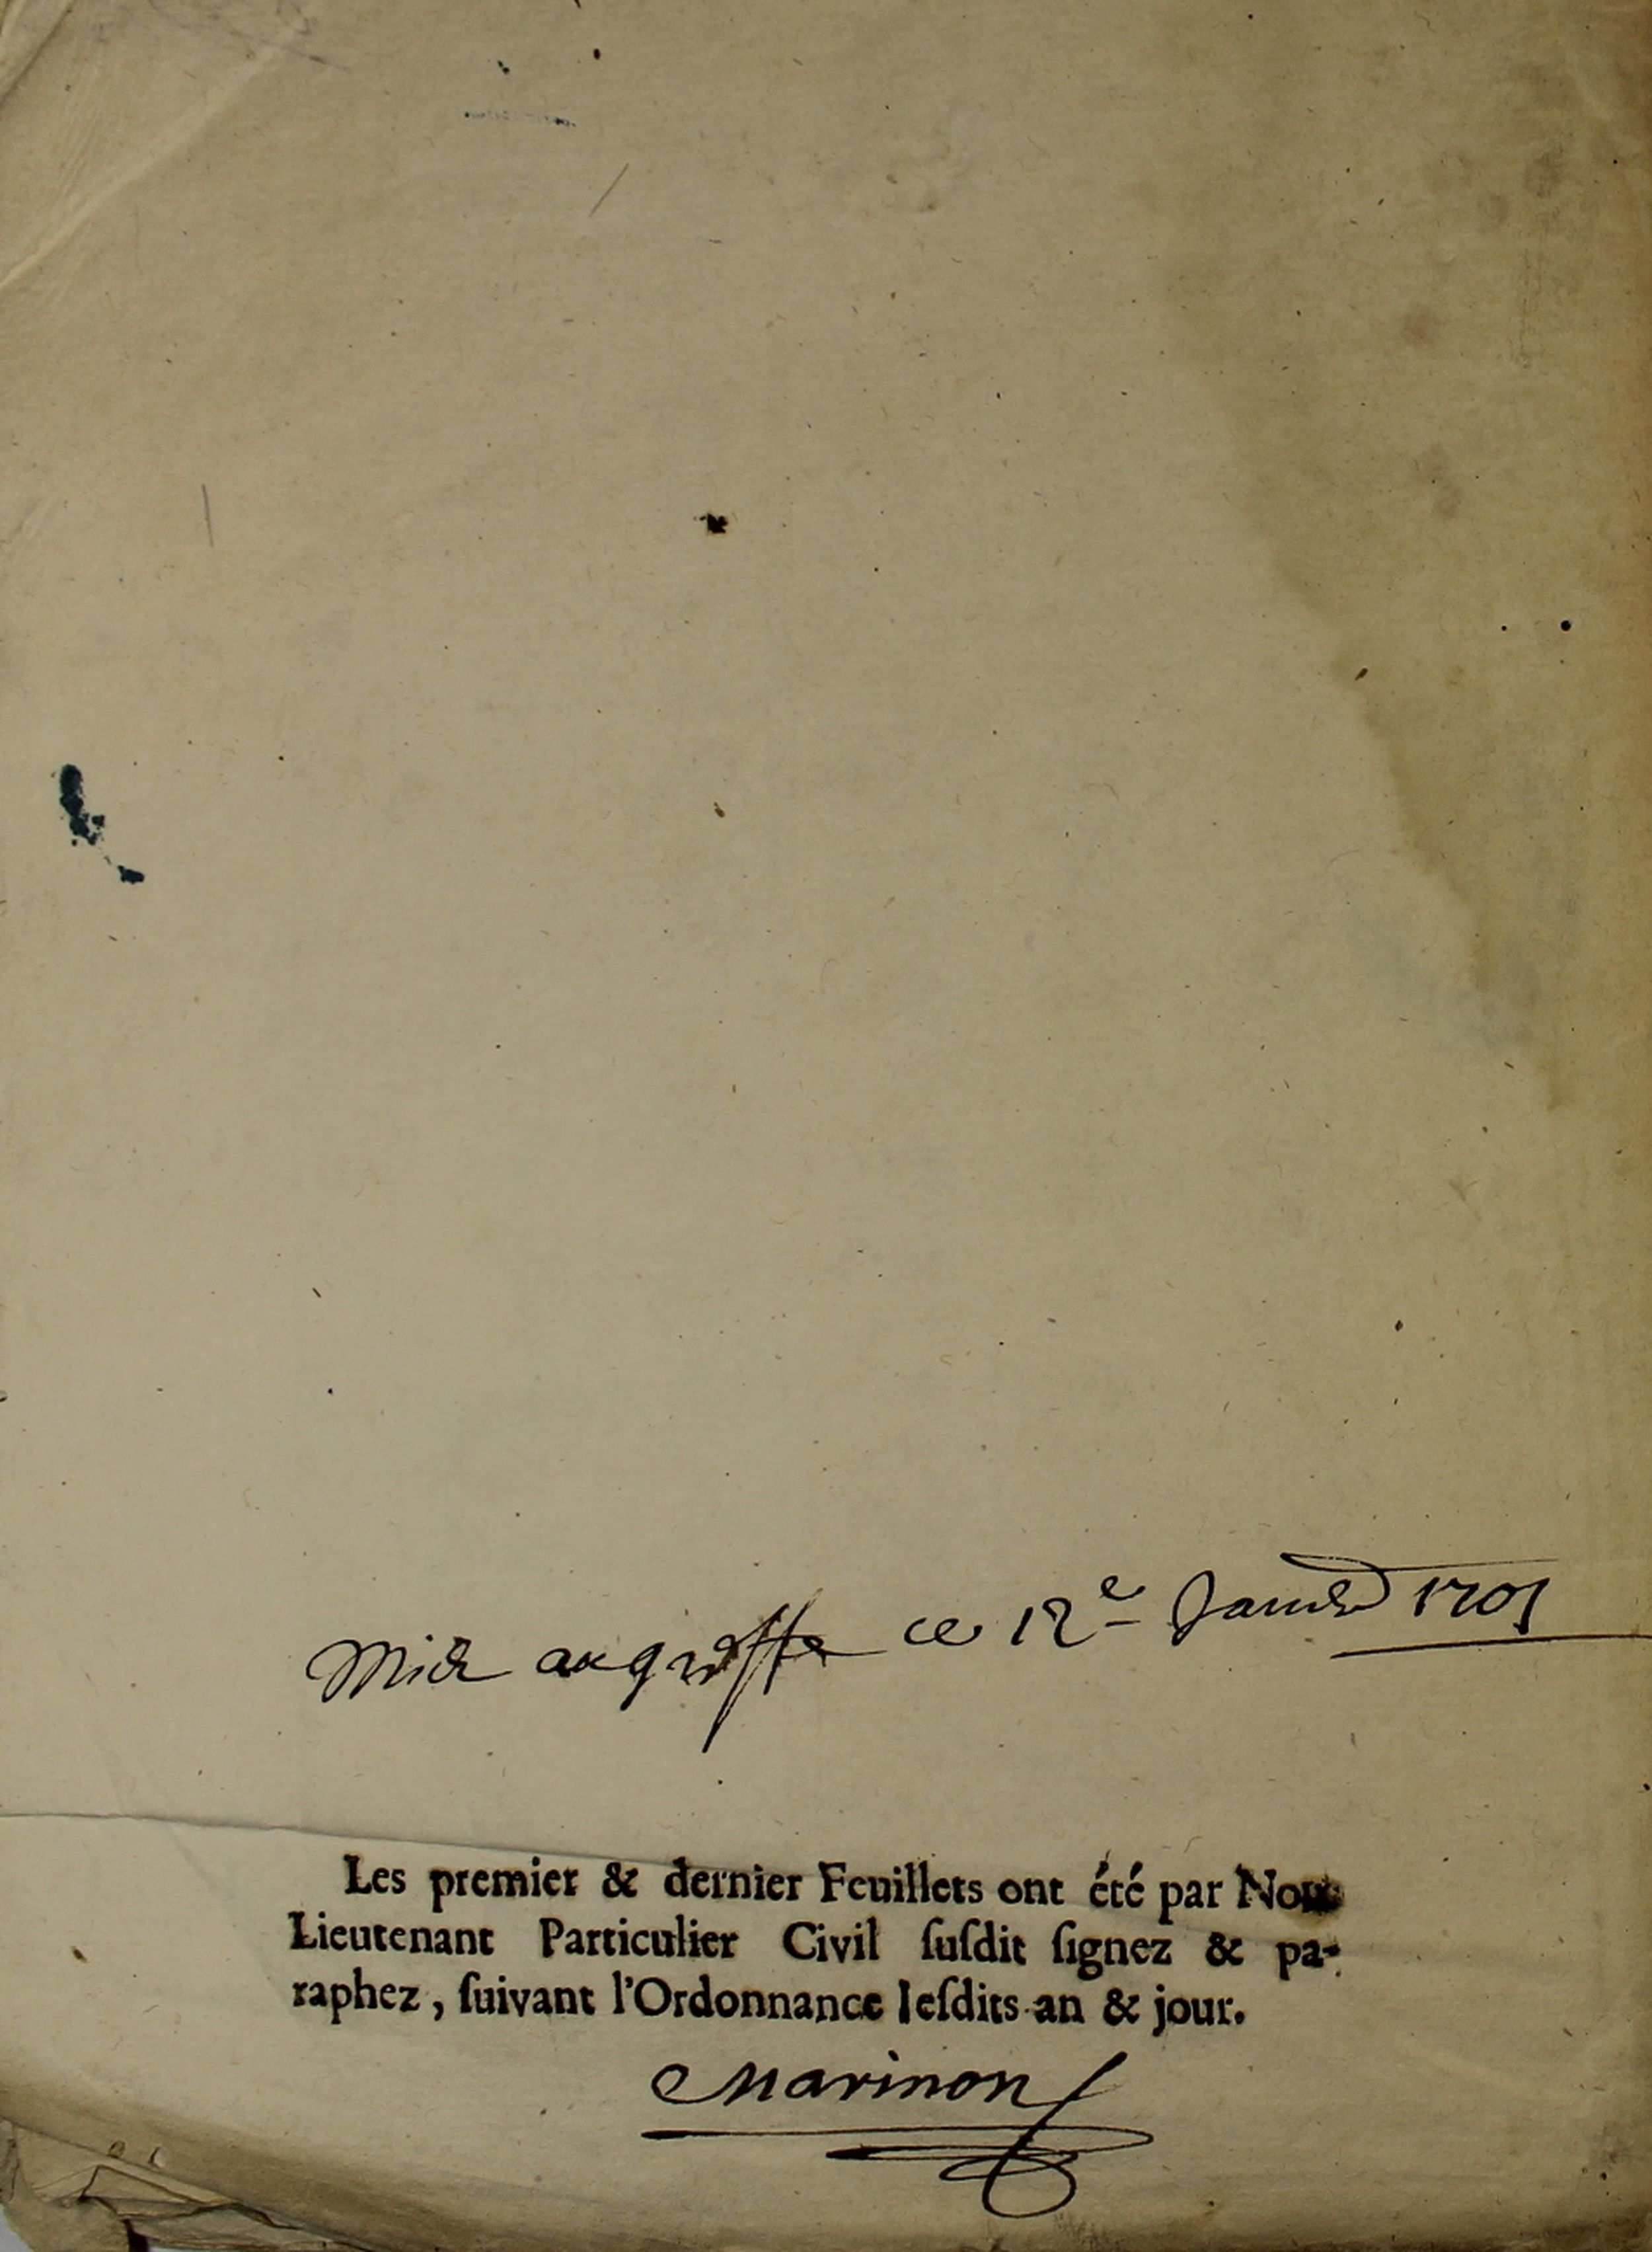 Mis au greffe ce 12e Janvier 1701
Les premier & dernier Feuillets ont été par Nous
Lieutenant Particulier Civil ſuſdit ſignez & pa-
raphez, ſuivant l'Ordonnance leſdits an & jour.
Marinon